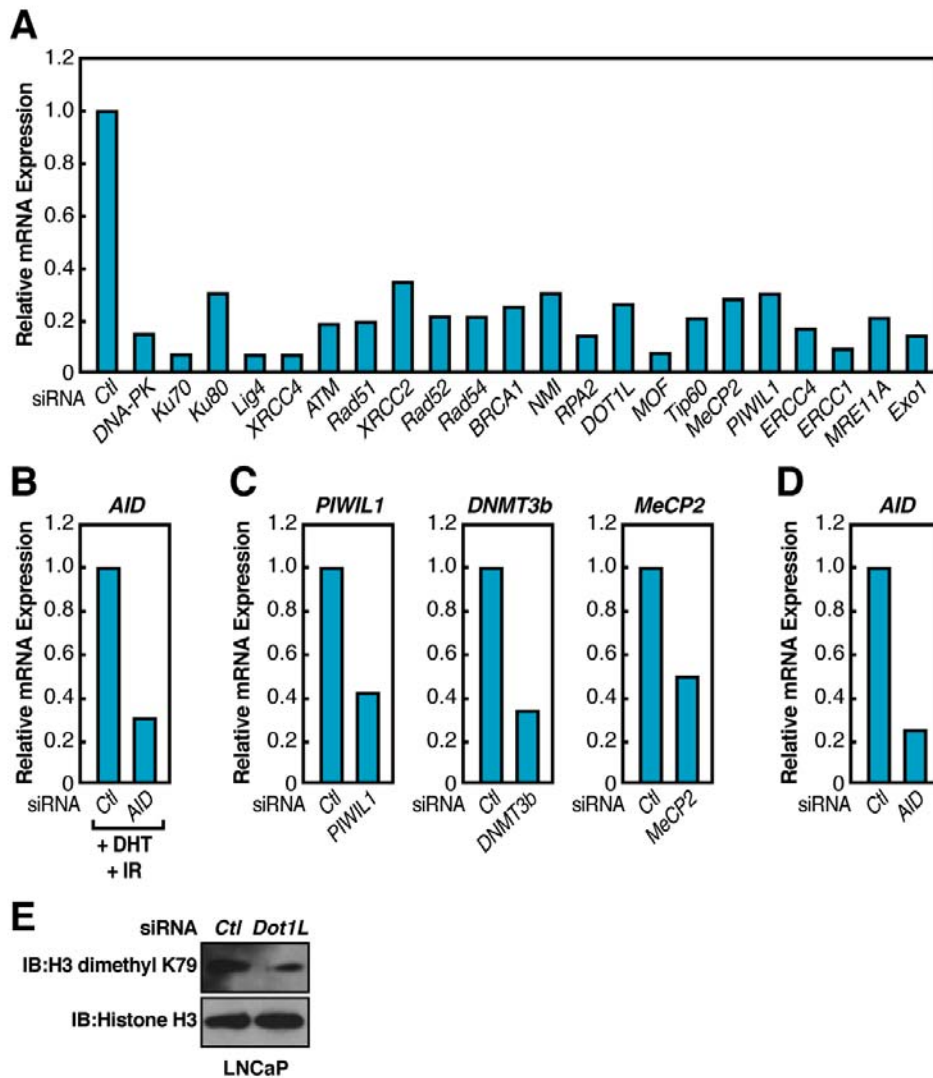 A
1.2
1.0
0.8
0.6
0.4
0.2
0
Relative mRNA Expression
siRNA Ctl DNA-PK Ku70 Ku80 Lig4 XRCC4 ATM Rad51 XRCC2 Rad52 Rad54 BRCA1 NMI RPA2 DOT1L MOF Tip60 MeCP2 PIWIL1 ERCC4 ERCC1 MRE11A Exo1
B
AID
1.2
1.0
0.8
0.6
0.4
0.2
0
Relative mRNA Expression
siRNA Ctl AID
+ DHT
+ IR
C
PIWIL1
1.2
1.0
0.8
0.6
0.4
0.2
0
Relative mRNA Expression
siRNA Ctl PIWIL1
DNMT3b
1.2
1.0
0.8
0.6
0.4
0.2
0
siRNA Ctl DNMT3b
MeCP2
1.2
1.0
0.8
0.6
0.4
0.2
0
siRNA Ctl MeCP2
D
AID
1.2
1.0
0.8
0.6
0.4
0.2
0
Relative mRNA Expression
siRNA Ctl AID
E
siRNA Ctl Dot1L
IB:H3 dimethyl K79
IB:Histone H3
LNCaP